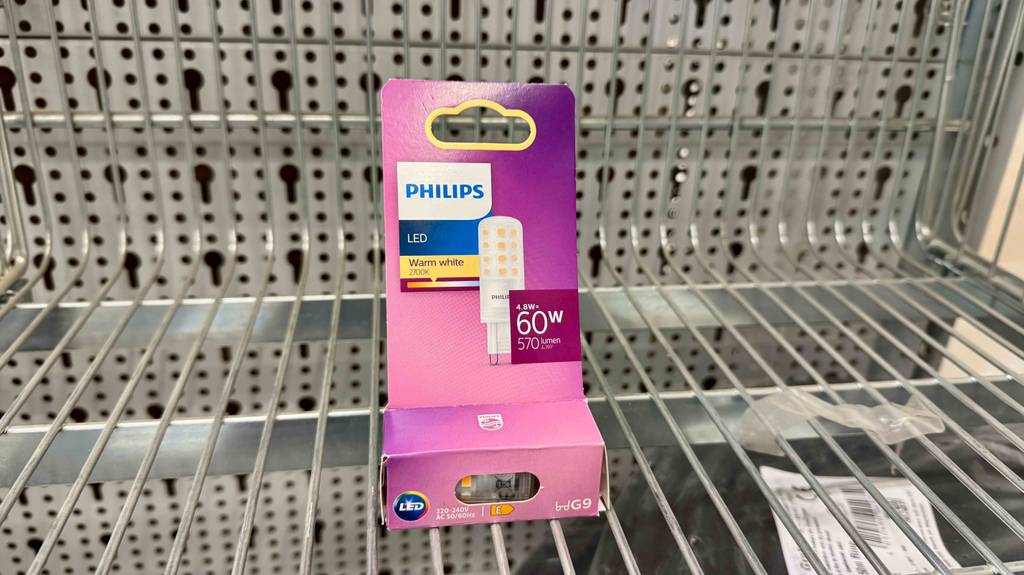 PHILIPS
LED
Warm white
2700K
PHILIPS
4.8W=
60W
570 lumen
LED
220-240V
AC 50/60Hz
E
G9